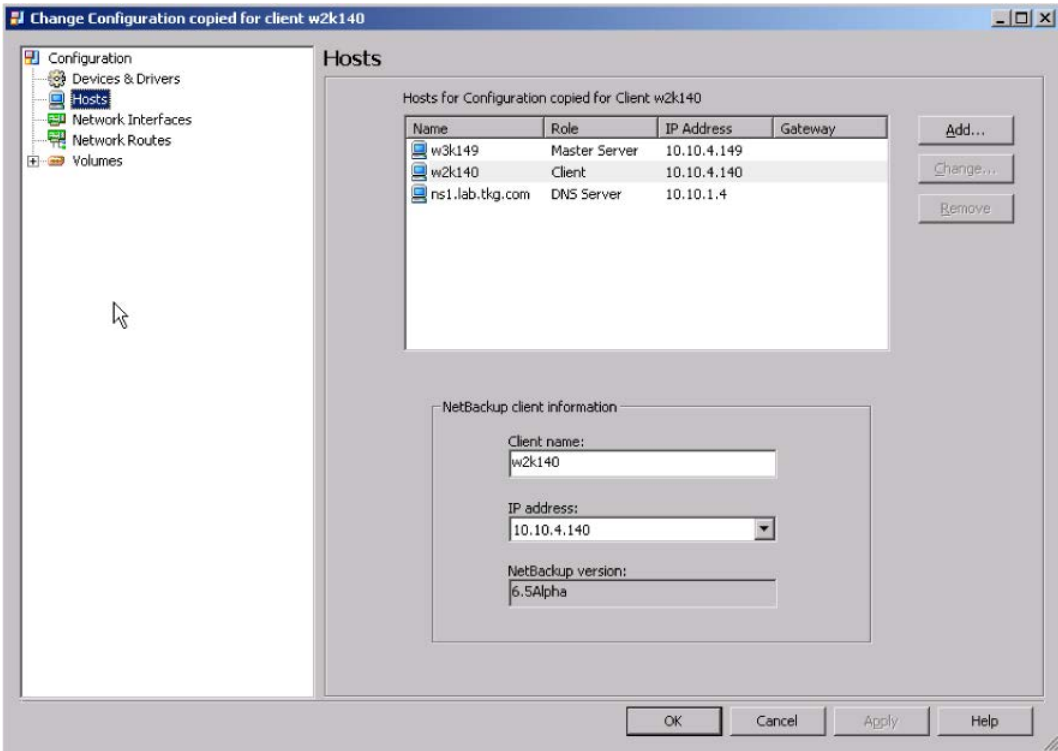 Change Configuration copied for client w2k140
Configuration
Devices & Drivers
Hosts
Network Interfaces
Network Routes
Volumes
Hosts
Hosts for Configuration copied for Client w2k140
Name Role IP Address Gateway
w3k149 Master Server 10.10.4.149
w2k140 Client 10.10.4.140
ns1.lab.tkg.com DNS Server 10.10.1.4
Add...
Change...
Remove
NetBackup client information
Client name:
w2k140
IP address:
10.10.4.140
NetBackup version:
6.5Alpha
OK Cancel Apply Help